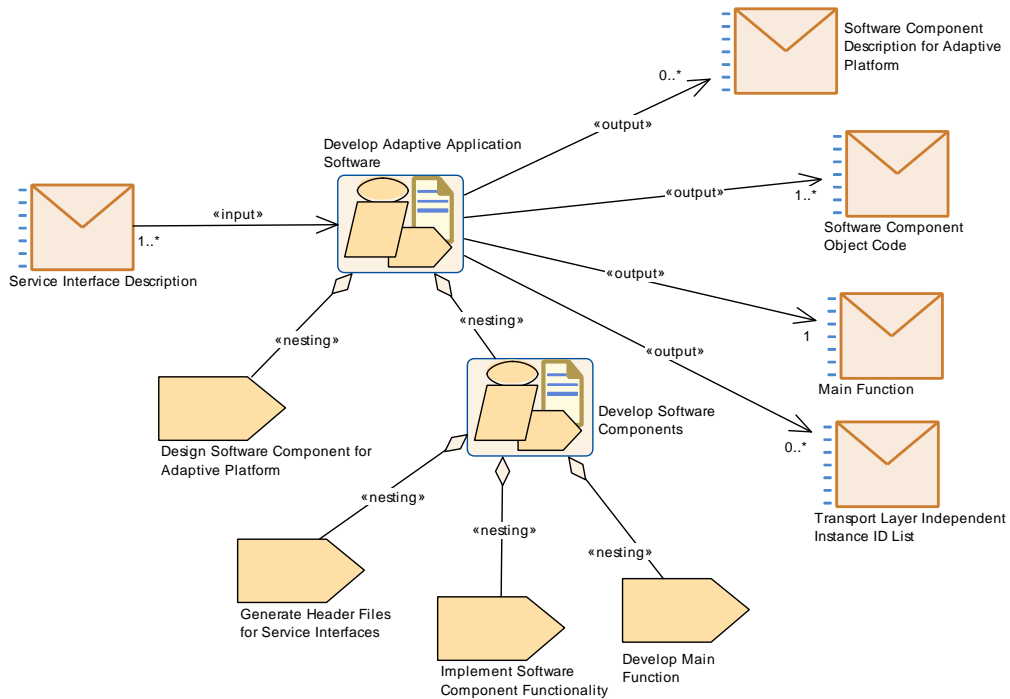 Software Component
Description for Adaptive
Platform
0..*
«output»
Develop Adaptive Application
Software
«output»
1..*
Software Component
Object Code
«input»
1..*
Service Interface Description
«output»
1
Main Function
«nesting»
«nesting»
«output»
0..*
Transport Layer Independent
Instance ID List
Design Software Component for
Adaptive Platform
Develop Software
Components
«nesting»
«nesting»
«nesting»
Generate Header Files
for Service Interfaces
Implement Software
Component Functionality
Develop Main
Function